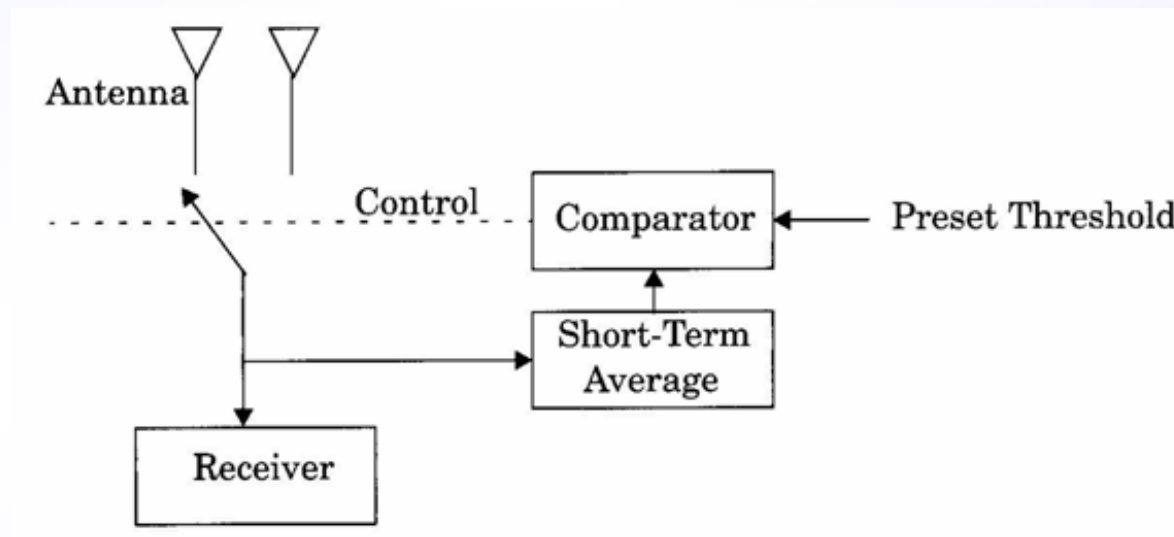 Antenna
Control
Comparator
Preset Threshold
Short-Term
Average
Receiver